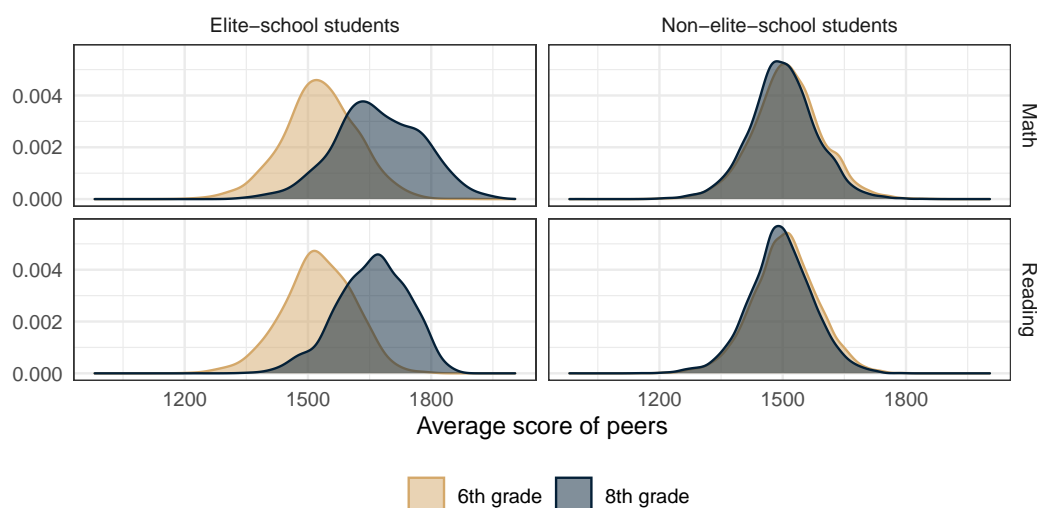 Elite−school students
Non−elite−school students
0.004
0.002
0.000
Math
0.004
0.002
0.000
Reading
1200
1500
1800
1200
1500
1800
Average score of peers
6th grade
8th grade